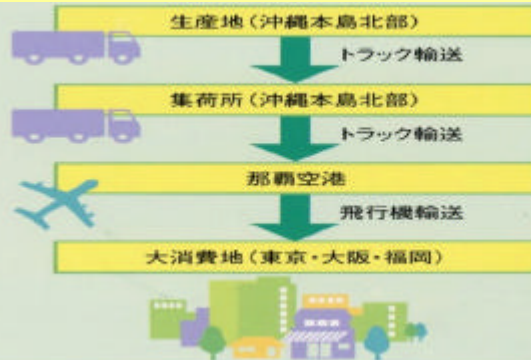 生産地(沖縄本島北部)
トラック輸送
集荷所(沖縄本島北部)
トラック輸送
那覇空港
飛行機輸送
大消費地(東京・大阪・福岡)